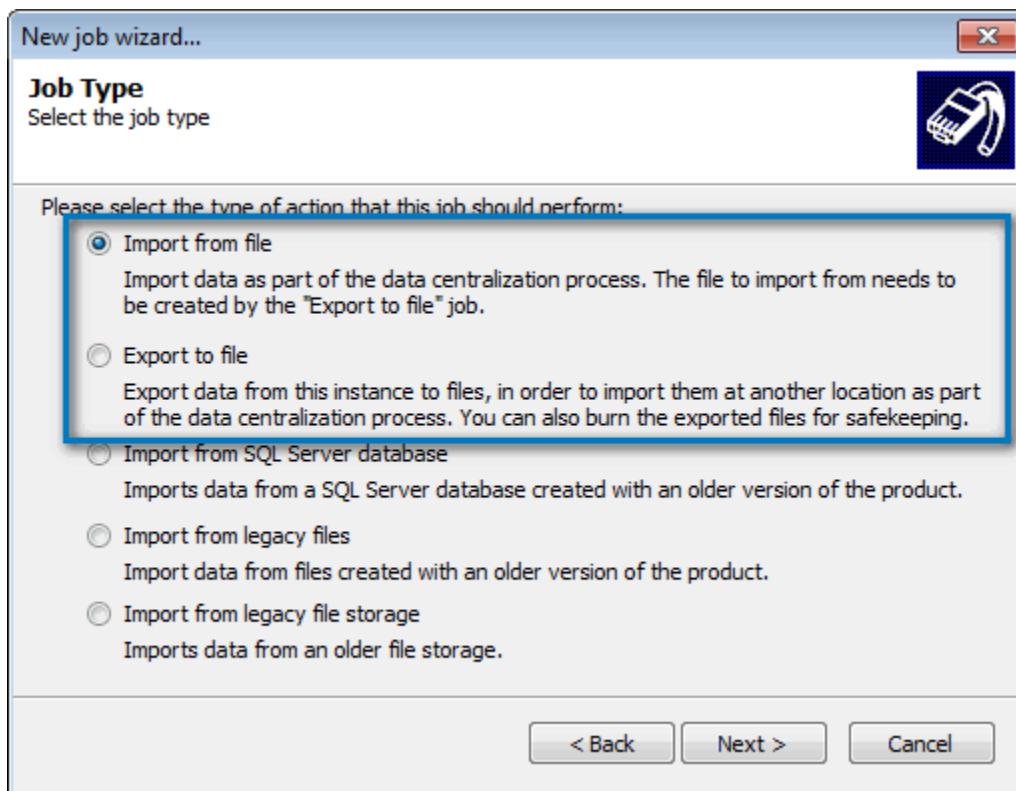 New job wizard...
Job Type
Select the job type
Please select the type of action that this job should perform:
Import from file
Import data as part of the data centralization process. The file to import from needs to
be created by the "Export to file" job.
Export to file
Export data from this instance to files, in order to import them at another location as part
of the data centralization process. You can also burn the exported files for safekeeping.
Import from SQL Server database
Imports data from a SQL Server database created with an older version of the product.
Import from legacy files
Import data from files created with an older version of the product.
Import from legacy file storage
Imports data from an older file storage.
< Back
Next >
Cancel